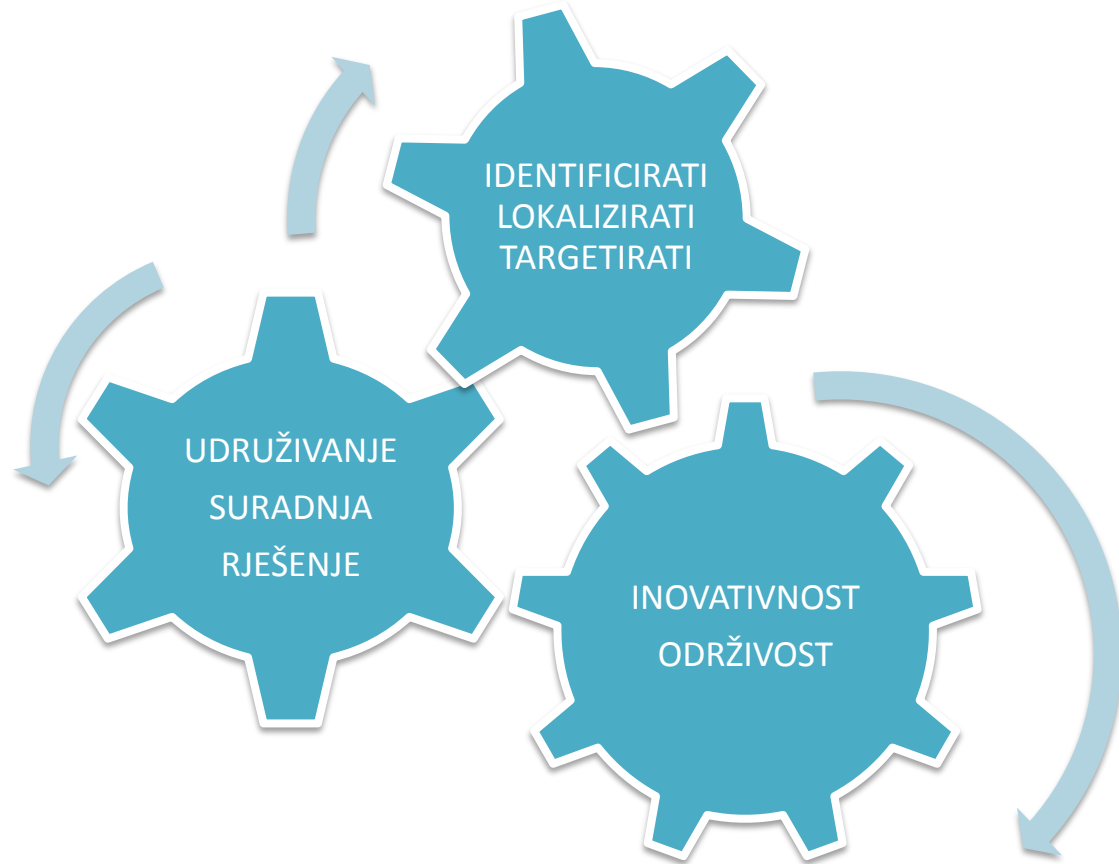 IDENTIFICIRATI
LOKALIZIRATI
TARGETIRATI
UDRUŽIVANJE
SURADNJA
RJEŠENJE
INOVATIVNOST
ODRŽIVOST